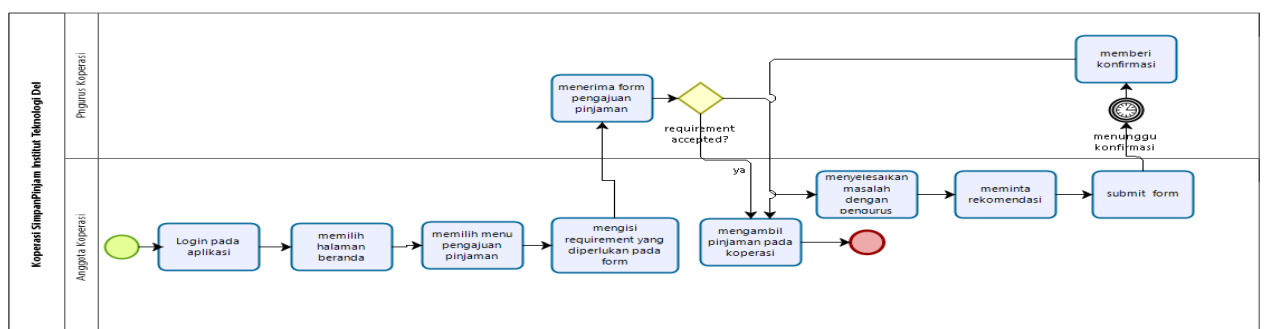 Koperasi SimpanPinjam Institut Teknologi Del
Pngurus Koperasi
memberi
konfirmasi
menerima form
pengajuan
pinjaman
requirement
accepted?
menunggu
konfirmasi
ya
Anggota Koperasi
Login pada
aplikasi
memilih
halaman
beranda
memilih menu
pengajuan
pinjaman
mengisi
requirement yang
diperlukan pada
form
mengambil
pinjaman pada
koperasi
menyelesaikan
masalah
dengan
pengurus
meminta
rekomendasi
submit form